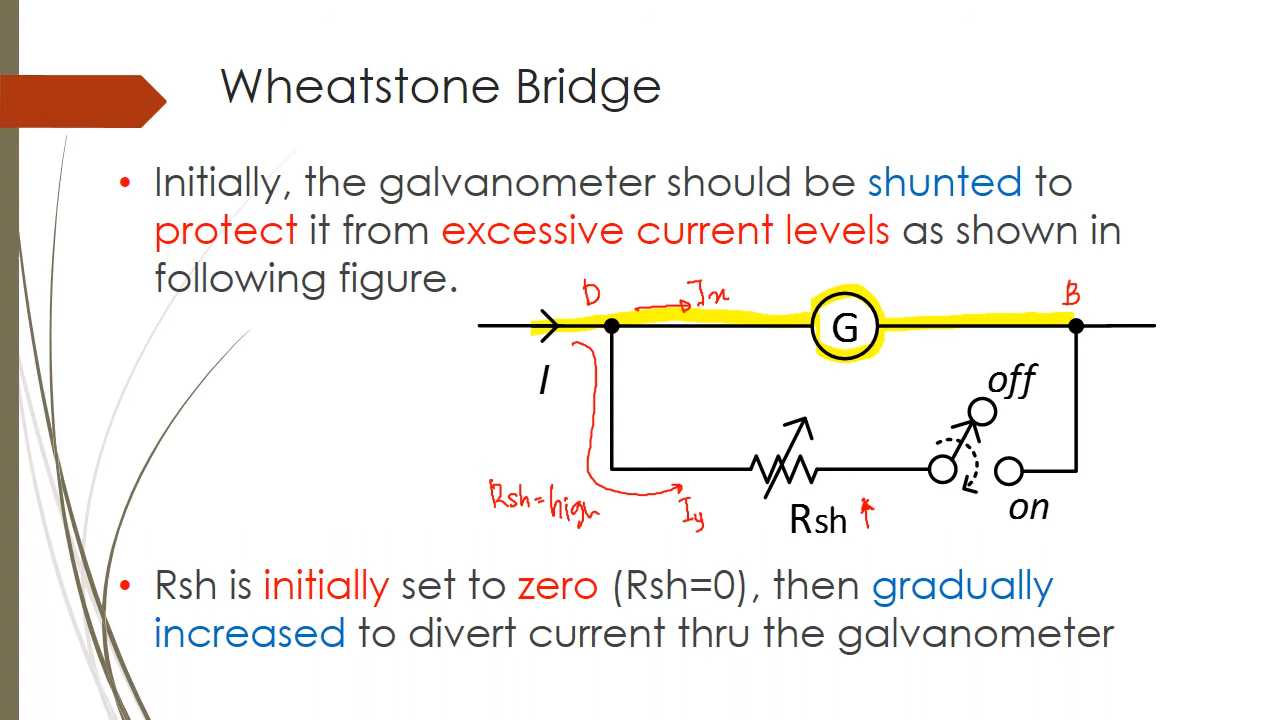 Wheatstone Bridge
• Initially, the galvanometer should be shunted to
protect it from excessive current levels as shown in
following figure.
D
Ix
B
G
I
off
Rsh = high
Iy
Rsh
on
• Rsh is initially set to zero (Rsh=0), then gradually
increased to divert current thru the galvanometer